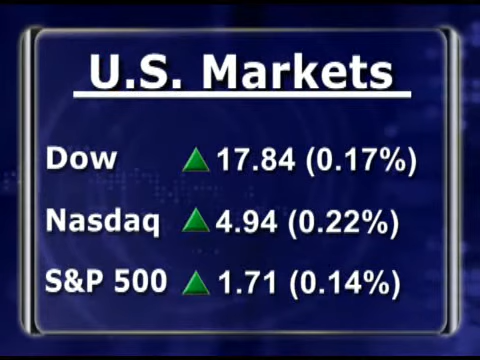 U.S. Markets
Dow ▲ 17.84 (0.17%)
Nasdaq ▲ 4.94 (0.22%)
S&P 500 ▲ 1.71 (0.14%)